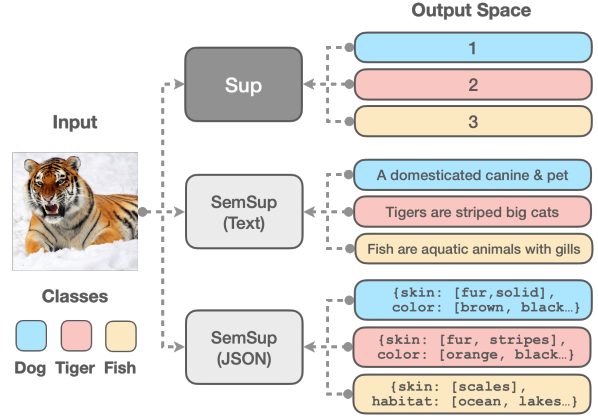 Output Space
Input
Sup
1
2
3
SemSup
(Text)
A domesticated canine & pet
Tigers are striped big cats
Fish are aquatic animals with gills
Classes
Dog Tiger Fish
SemSup
(JSON)
{skin: [fur,solid],
color: [brown, black…}
{skin: [fur, stripes],
color: [orange, black…}
{skin: [scales],
habitat: [ocean, lakes…}